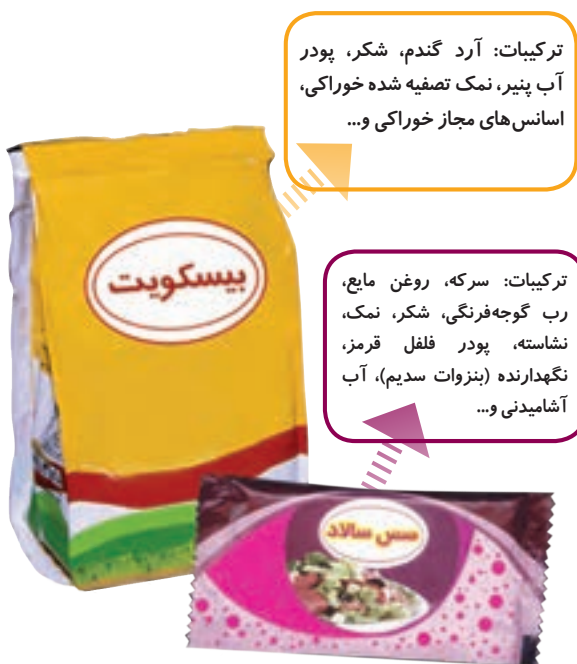 ترکیبات: آرد گندم، شکر، پودر
آب پنیر، نمک تصفیه شده خوراکی،
اسانس‌های مجاز خوراکی و...
بیسکویت
ترکیبات: سرکه، روغن مایع،
رب گوجه‌فرنگی، شکر، نمک،
نشاسته، پودر فلفل قرمز،
نگهدارنده (بنزوات سدیم)، آب
آشامیدنی و...
سس سالاد